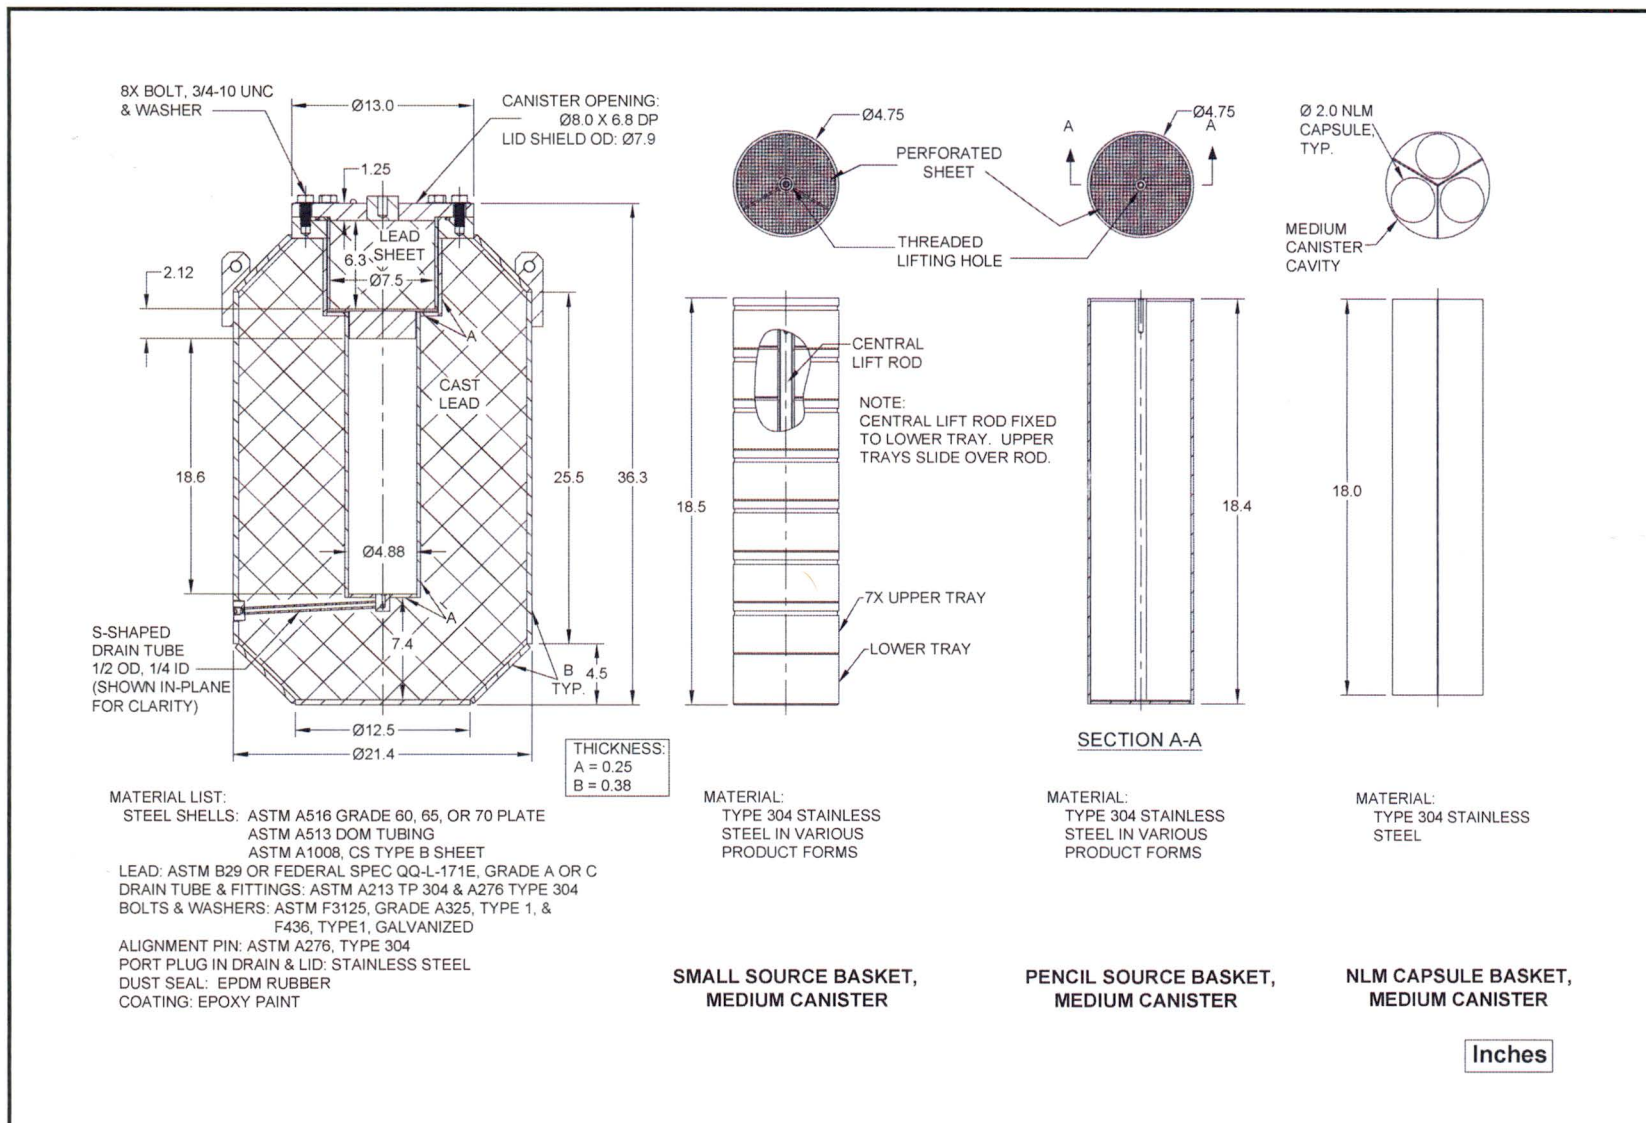 8X BOLT, 3/4-10 UNC
& WASHER
Ø13.0
CANISTER OPENING:
Ø8.0 X 6.8 DP
LID SHIELD OD: Ø7.9
1.25
LEAD
SHEET
6.3
Ø7.5
2.12
A
CAST
LEAD
18.6
25.5
36.3
Ø4.88
A
7.4
S-SHAPED
DRAIN TUBE
1/2 OD, 1/4 ID
(SHOWN IN-PLANE
FOR CLARITY)
B
TYP.
4.5
Ø12.5
Ø21.4
THICKNESS:
A = 0.25
B = 0.38
MATERIAL LIST:
STEEL SHELLS: ASTM A516 GRADE 60, 65, OR 70 PLATE
ASTM A513 DOM TUBING
ASTM A1008, CS TYPE B SHEET
LEAD: ASTM B29 OR FEDERAL SPEC QQ-L-171E, GRADE A OR C
DRAIN TUBE & FITTINGS: ASTM A213 TP 304 & A276 TYPE 304
BOLTS & WASHERS: ASTM F3125, GRADE A325, TYPE 1, &
F436, TYPE1, GALVANIZED
ALIGNMENT PIN: ASTM A276, TYPE 304
PORT PLUG IN DRAIN & LID: STAINLESS STEEL
DUST SEAL: EPDM RUBBER
COATING: EPOXY PAINT
Ø4.75
PERFORATED
SHEET
THREADED
LIFTING HOLE
CENTRAL
LIFT ROD
NOTE:
CENTRAL LIFT ROD FIXED
TO LOWER TRAY. UPPER
TRAYS SLIDE OVER ROD.
18.5
7X UPPER TRAY
LOWER TRAY
MATERIAL:
TYPE 304 STAINLESS
STEEL IN VARIOUS
PRODUCT FORMS
SMALL SOURCE BASKET,
MEDIUM CANISTER
A
Ø4.75
A
18.4
SECTION A-A
MATERIAL:
TYPE 304 STAINLESS
STEEL IN VARIOUS
PRODUCT FORMS
PENCIL SOURCE BASKET,
MEDIUM CANISTER
Ø 2.0 NLM
CAPSULE,
TYP.
MEDIUM
CANISTER
CAVITY
18.0
MATERIAL:
TYPE 304 STAINLESS
STEEL
NLM CAPSULE BASKET,
MEDIUM CANISTER
Inches